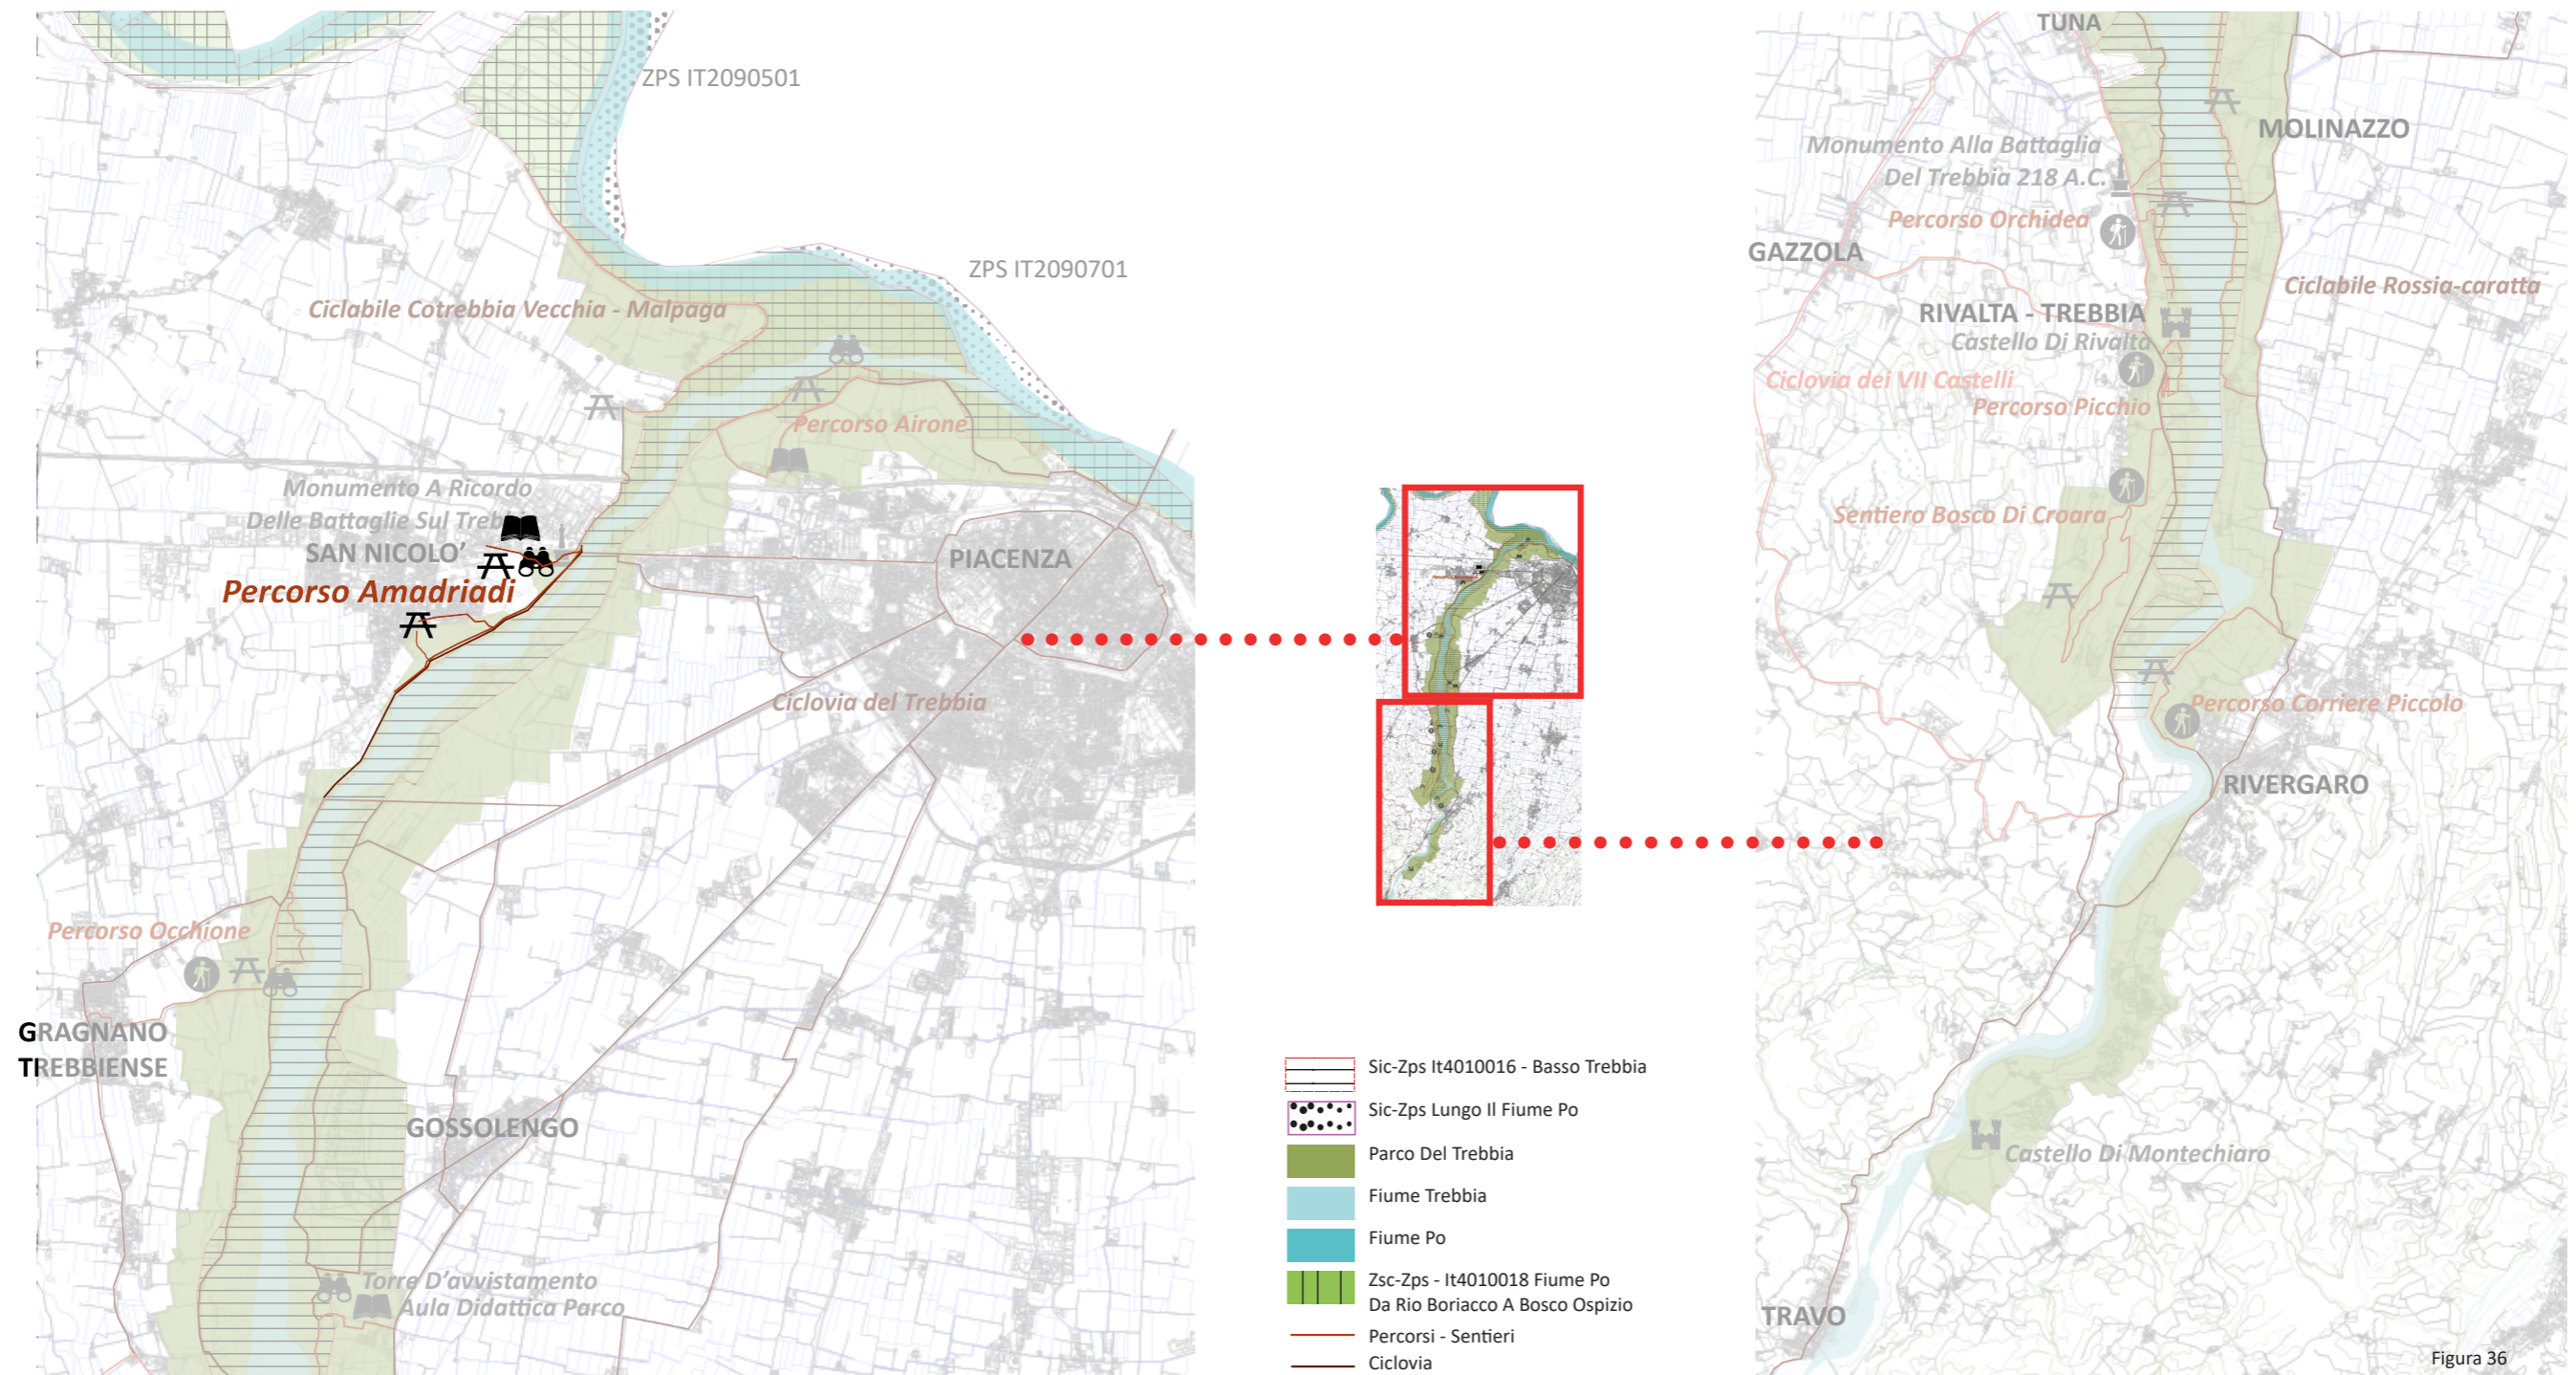 ZPS IT2090501
ZPS IT2090701
Ciclabile Cotrebbia Vecchia - Malpaga
Percorso Airone
Monumento A Ricordo
Delle Battaglie Sul
SAN NICOLO'
Percorso Amadriadi
PIACENZA
Ciclovia del Trebbia
Percorso Occhione
GRAGNANO
TREBBIENSE
GOSSOLENGO
Torre D'avvistamento
Aula Didattica Parco
Sic-Zps It4010016 - Basso Trebbia
Sic-Zps Lungo Il Fiume Po
Parco Del Trebbia
Fiume Trebbia
Fiume Po
Zsc-Zps - It4010018 Fiume Po
Da Rio Boriacco A Bosco Ospizio
Percorsi - Sentieri
Ciclovia
TUNA
MOLINAZZO
Monumento Alla Battaglia
Del Trebbia 218 A.C.
Percorso Orchidea
GAZZOLA
Ciclabile Rossia-caratta
RIVALTA - TREBBIA
Castello Di Rivalta
Ciclovia dei VII Castelli
Percorso Picchio
Sentiero Bosco Di Croara
Percorso Corriere Piccolo
RIVERGARO
Castello Di Montechiaro
TRAVO
Figura 36